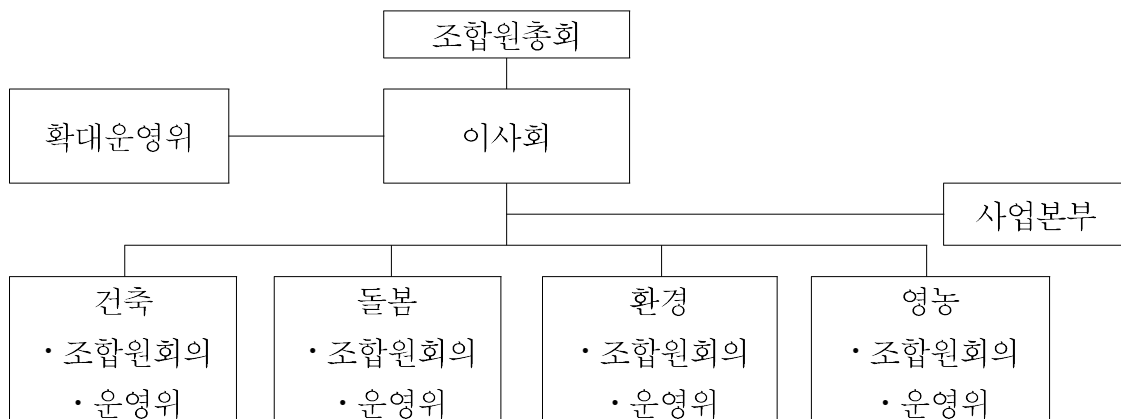 조합원총회
확대운영위
이사회
사업본부
건축
· 조합원회의
· 운영위
돌봄
· 조합원회의
· 운영위
환경
· 조합원회의
· 운영위
영농
· 조합원회의
· 운영위